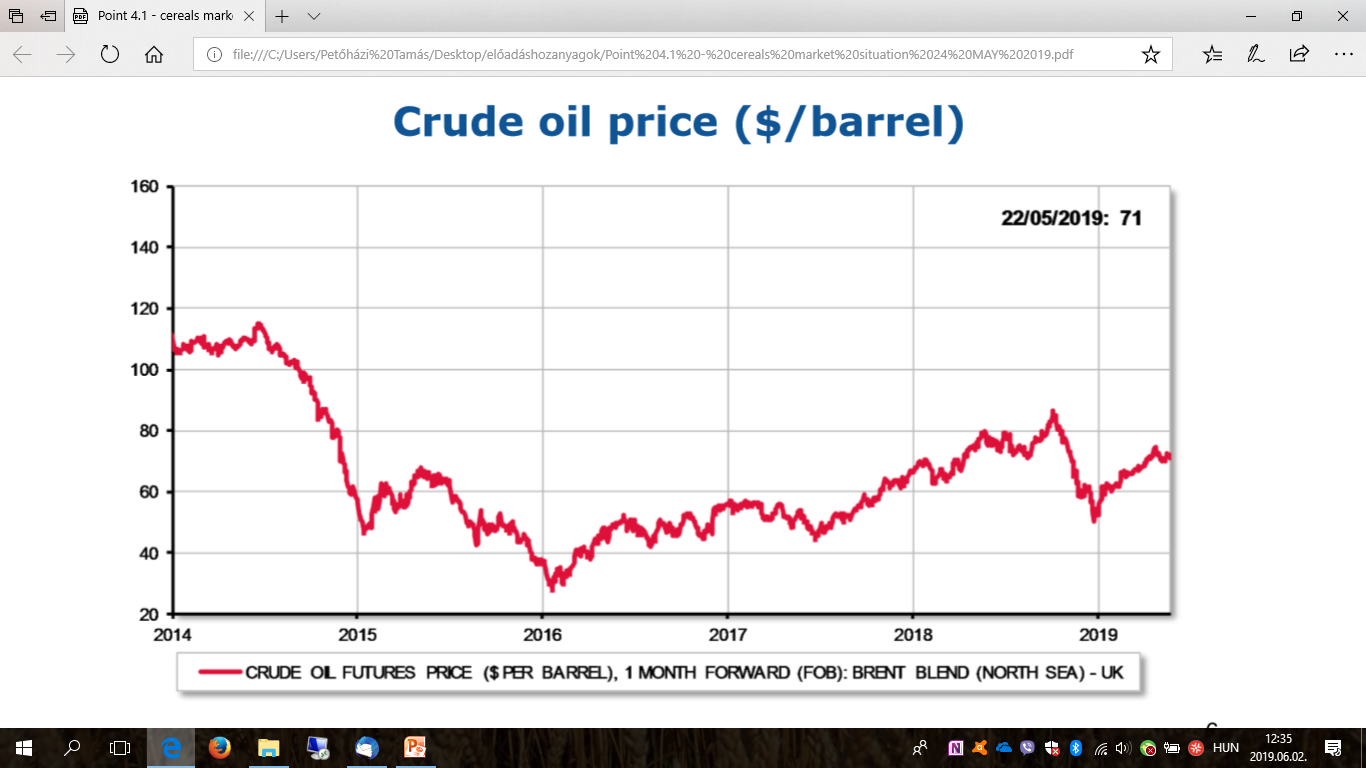 Point 4.1 - cereals mark
file:///C:/Users/Petőházi%20Tamás/Desktop/előadáshozanyagok/Point%204.1%20-%20cereals%20market%20situation%2024%20MAY%202019.pdf
Crude oil price ($/barrel)
160
22/05/2019: 71
140
120
100
80
60
40
20
2014 2015 2016 2017 2018 2019
CRUDE OIL FUTURES PRICE ($ PER BARREL), 1 MONTH FORWARD (FOB): BRENT BLEND (NORTH SEA) - UK
HUN
12:35
2019.06.02.